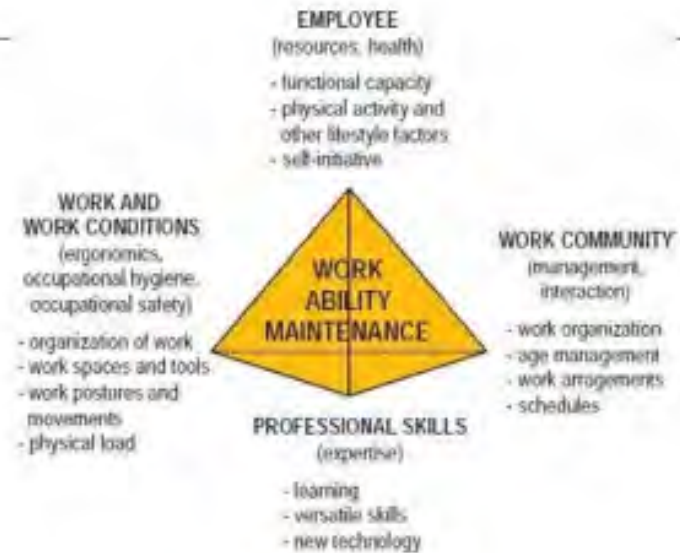 EMPLOYEE
(resources, health)
- functional capacity
- physical activity and
other lifestyle factors
- self-initiative
WORK AND
WORK CONDITIONS
(ergonomics,
occupational hygiene,
occupational safety)
- organization of work
- work spaces and tools
- work postures and
movements
- physical load
WORK
ABILITY
MAINTENANCE
WORK COMMUNITY
(management,
interaction)
- work organization
- age management
- work arragements
- schedules
PROFESSIONAL SKILLS
(expertise)
- learning
- versatile skills
- new technology